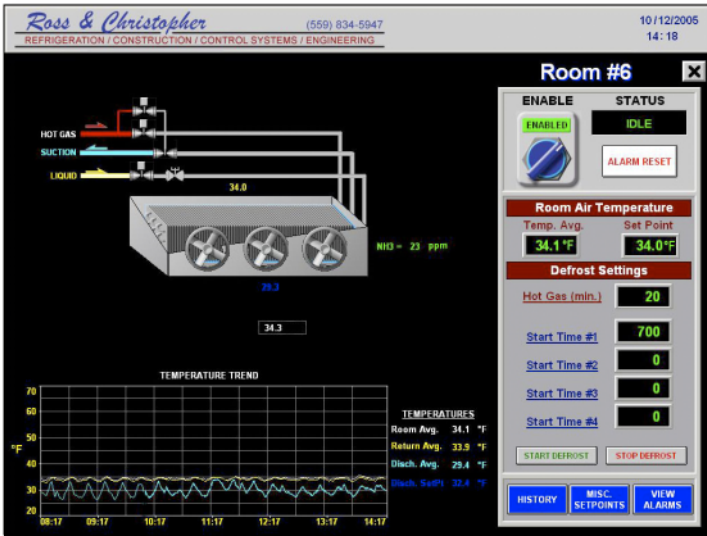 Ross & Christopher
(559) 834-5947
REFRIGERATION / CONSTRUCTION / CONTROL SYSTEMS / ENGINEERING
10/12/2005
14:18
Room #6
X
ENABLE
STATUS
ENABLED
IDLE
ALARM RESET
HOT GAS
SUCTION
LIQUID
34.0
NH3 = 23 ppm
29.3
34.3
Room Air Temperature
Temp. Avg.
Set Point
34.1 °F
34.0°F
Defrost Settings
Hot Gas (min.)
20
Start Time #1
700
Start Time #2
0
Start Time #3
0
Start Time #4
0
START DEFROST
STOP DEFROST
HISTORY
MISC. SETPOINTS
VIEW ALARMS
TEMPERATURE TREND
70
60
50
40
30
20
°F
08:17 09:17 10:17 11:17 12:17 13:17 14:17
TEMPERATURES
Room Avg. 34.1 °F
Return Avg. 33.9 °F
Disch. Avg. 29.4 °F
Disch. SetPt 32.4 °F